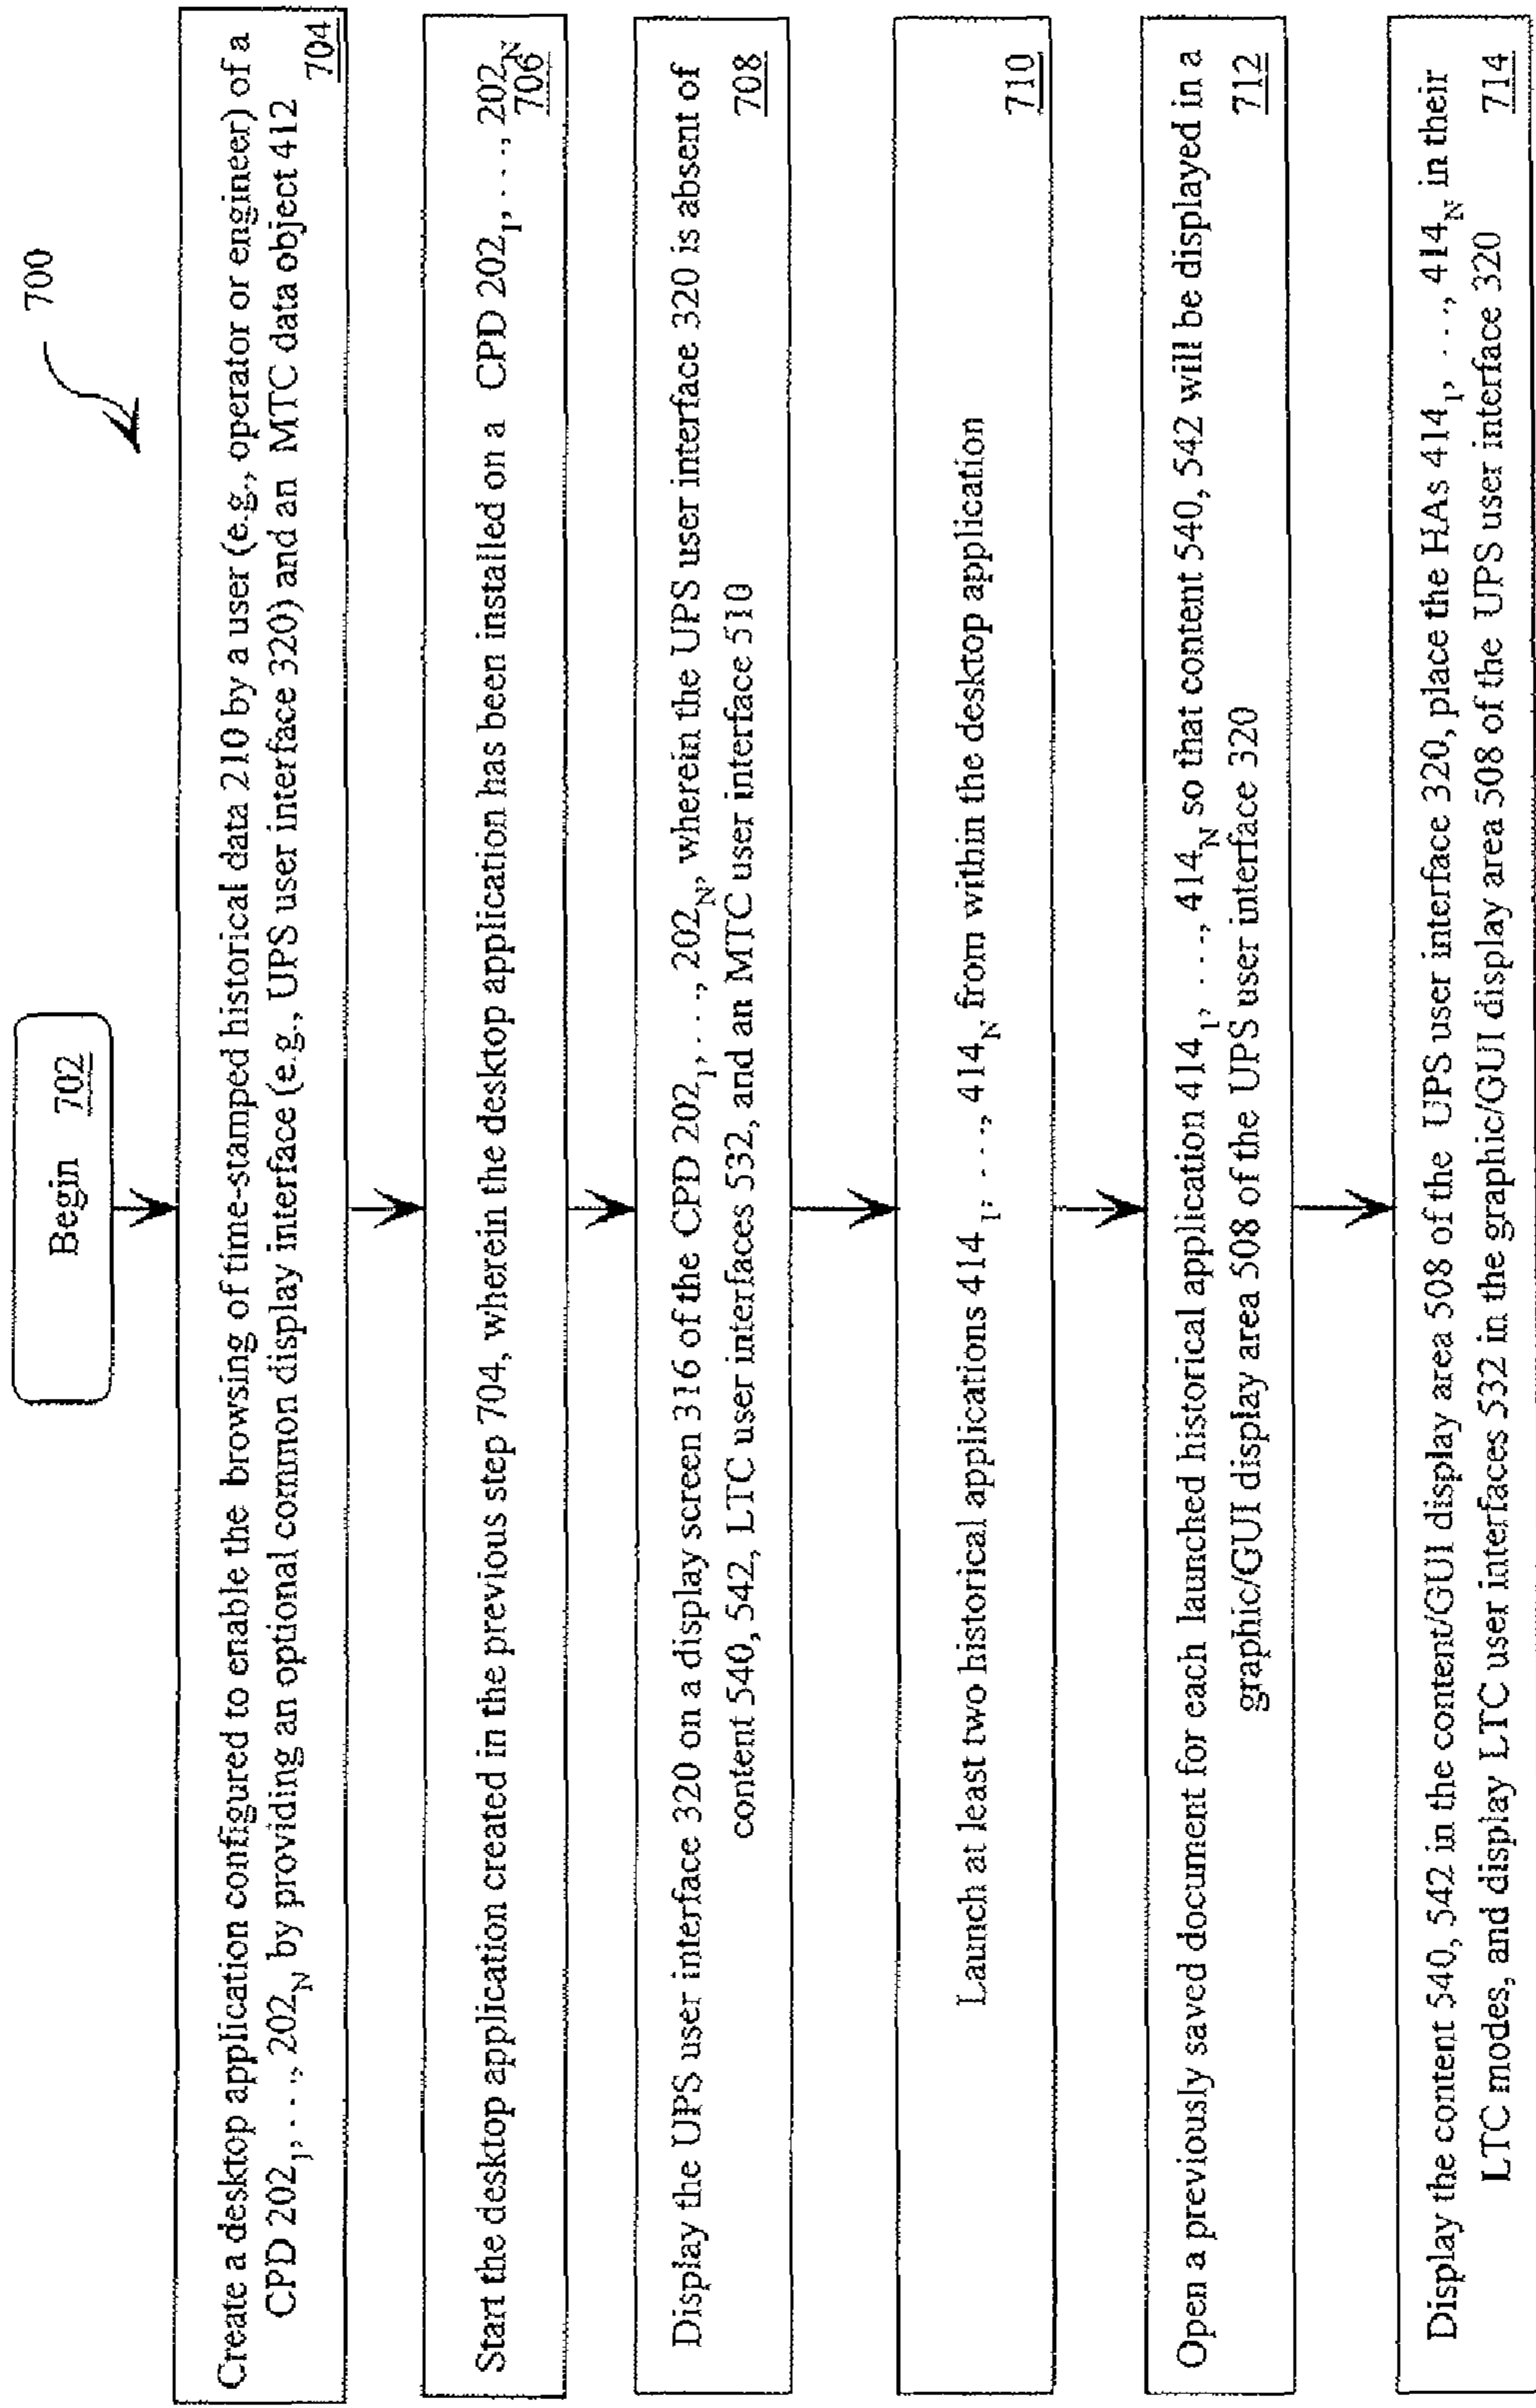 700
Begin 702
Create a desktop application configured to enable the browsing of time-stamped historical data 210 by a user (e.g., operator or engineer) of a
CPD 202₁, . . ., 202_N by providing an optional common display interface (e.g., UPS user interface 320) and an MTC data object 412
704
Start the desktop application created in the previous step 704, wherein the desktop application has been installed on a CPD 202₁, . . ., 202_N
706
Display the UPS user interface 320 on a display screen 316 of the CPD 202₁, . . ., 202_N, wherein the UPS user interface 320 is absent of
content 540, 542, LTC user interfaces 532, and an MTC user interface 510
708
Launch at least two historical applications 414₁, . . ., 414_N from within the desktop application
710
Open a previously saved document for each launched historical application 414₁, . . ., 414_N so that content 540, 542 will be displayed in a
graphic/GUI display area 508 of the UPS user interface 320
712
Display the content 540, 542 in the content/GUI display area 508 of the UPS user interface 320, place the HAs 414₁, . . ., 414_N in their
LTC modes, and display LTC user interfaces 532 in the graphic/GUI display area 508 of the UPS user interface 320
714